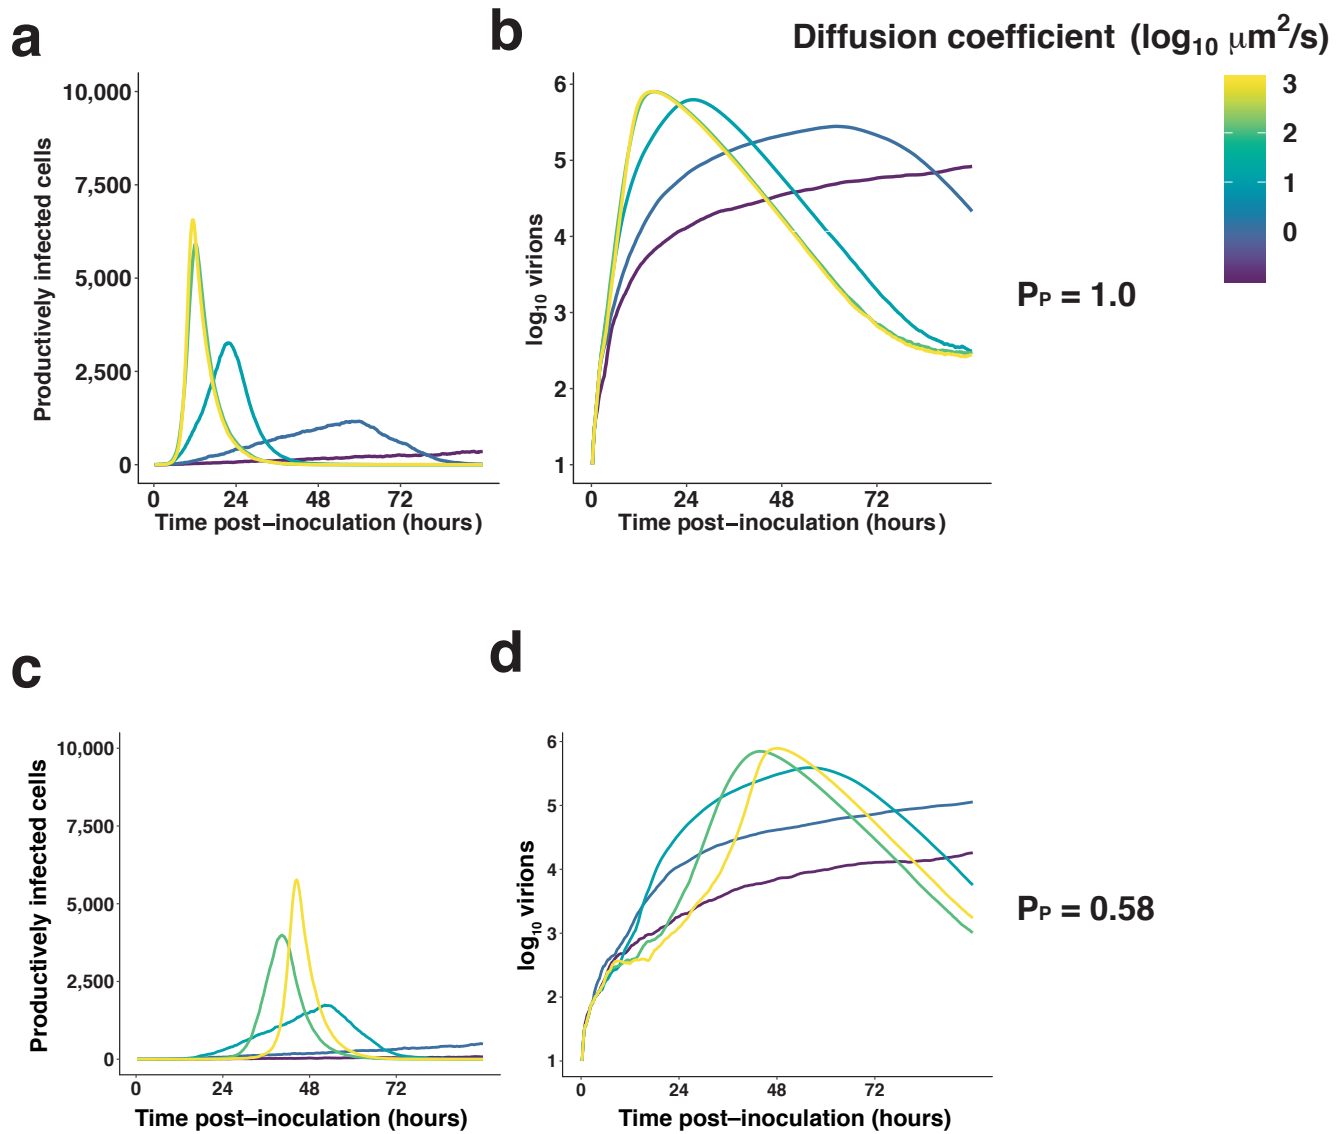 a
b
Diffusion coefficient (log10 μm2/s)
3
2
1
0
10,000
7,500
5,000
2,500
0
Productively infected cells
0 24 48 72
Time post−inoculation (hours)
6
5
4
3
2
1
log10 virions
0 24 48 72
Time post−inoculation (hours)
PP = 1.0
c
d
10,000
7,500
5,000
2,500
0
Productively infected cells
0 24 48 72
Time post−inoculation (hours)
6
5
4
3
2
1
log10 virions
0 24 48 72
Time post−inoculation (hours)
PP = 0.58